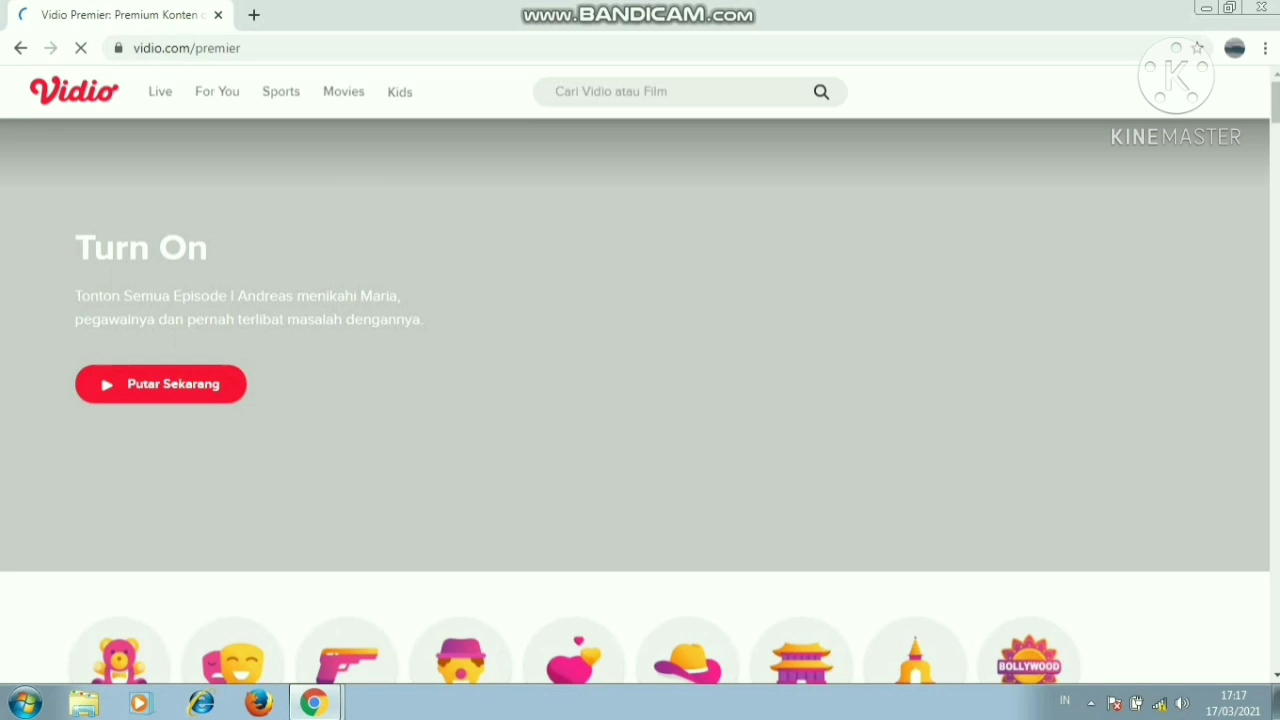 www.BANDICAM.com
Vidio Premier: Premium Konten
vidio.com/premier
Vidio
Live
For You
Sports
Movies
Kids
Cari Vidio atau Film
K
KINEMASTER
Turn On
Tonton Semua Episode | Andreas menikahi Maria,
pegawainya dan pernah terlibat masalah dengannya.
Putar Sekarang
BOLLYWOOD
IN
17:17
17/03/2021